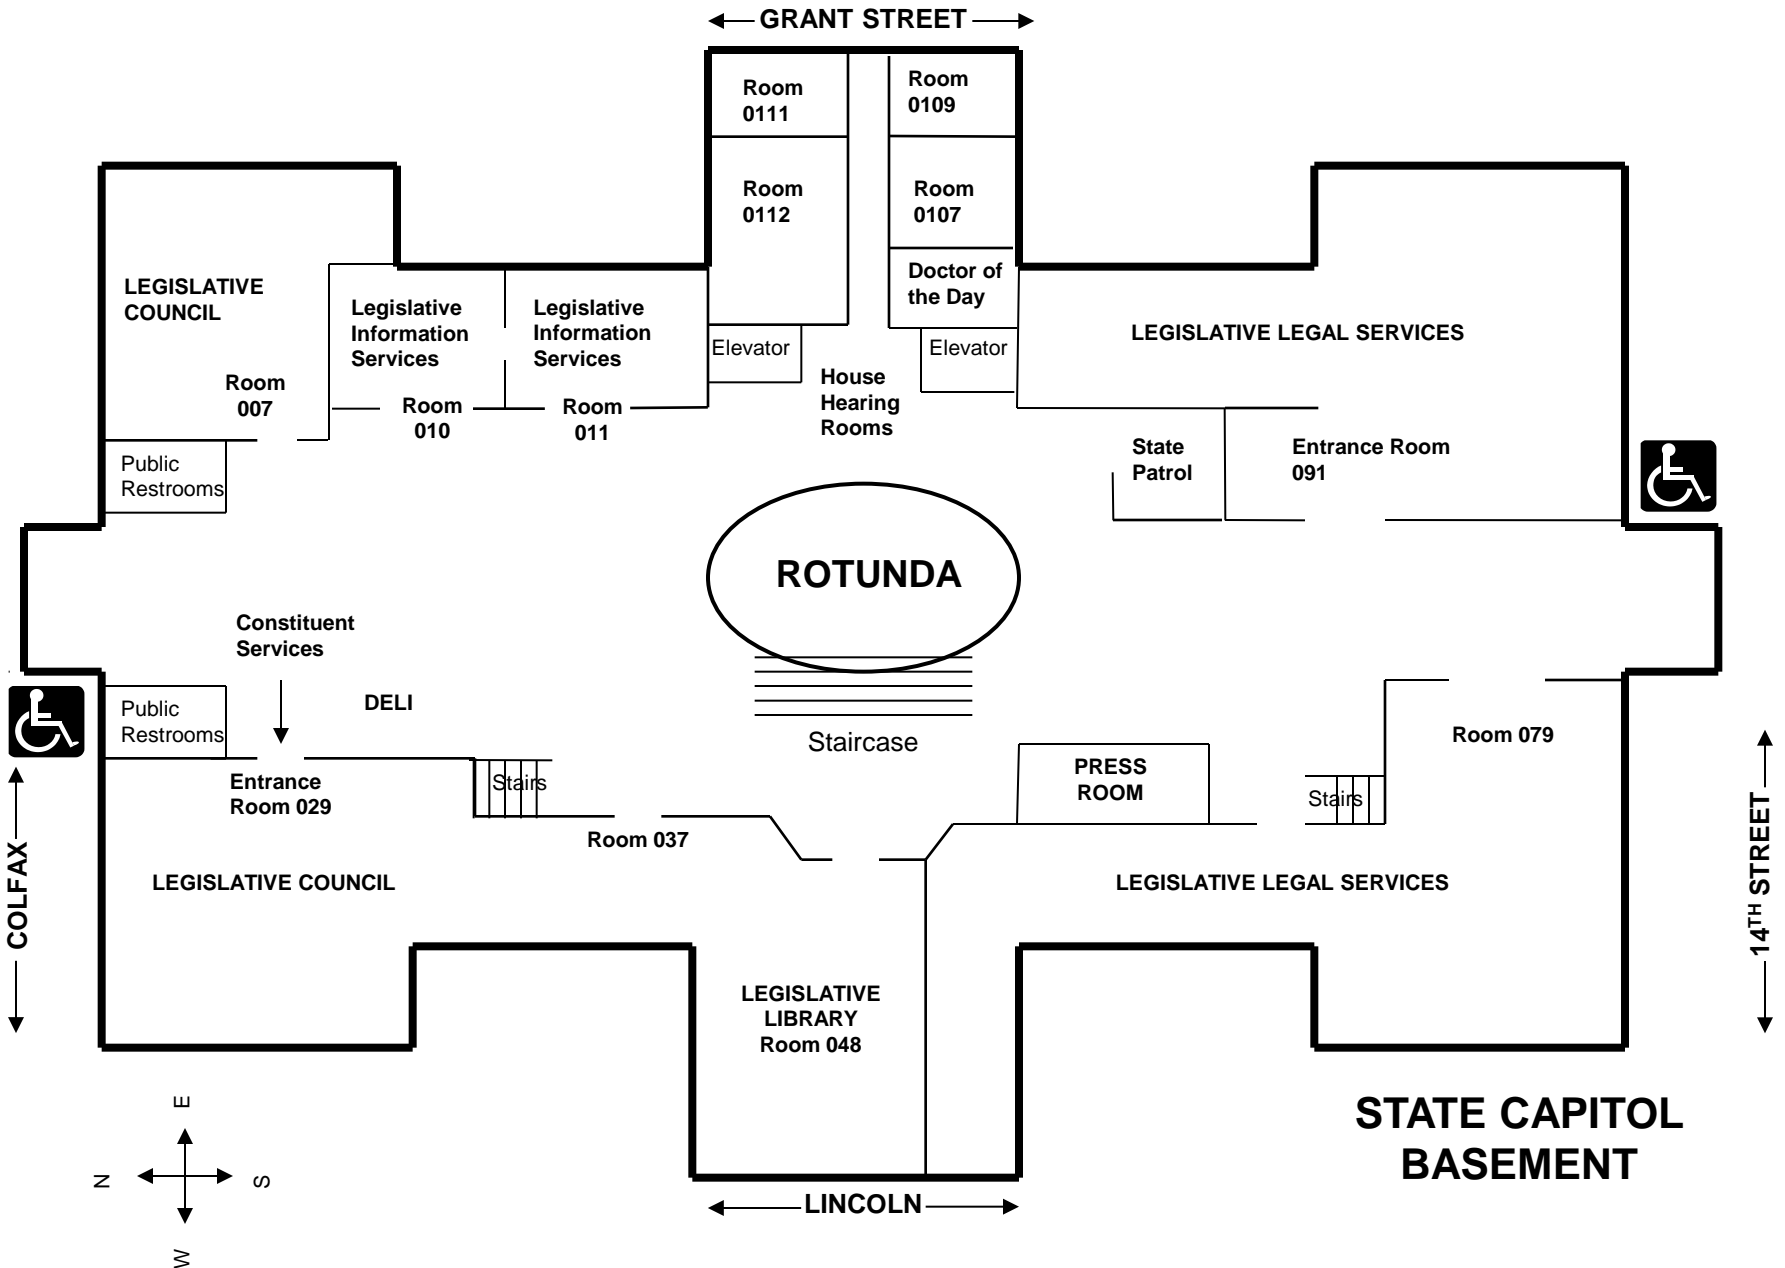 GRANT STREET
Room
0111
Room
0109
Room
0112
Room
0107
Doctor of
the Day
LEGISLATIVE
COUNCIL
Legislative
Information
Services
Legislative
Information
Services
LEGISLATIVE LEGAL SERVICES
Elevator
Elevator
Room
007
Room
010
Room
011
House
Hearing
Rooms
State
Patrol
Entrance Room
091
Public
Restrooms
ROTUNDA
Constituent
Services
DELI
Public
Restrooms
Staircase
Room 079
Entrance
Room 029
Stairs
PRESS
ROOM
Stairs
Room 037
COLFAX
14TH STREET
LEGISLATIVE COUNCIL
LEGISLATIVE LEGAL SERVICES
LEGISLATIVE
LIBRARY
Room 048
E
N
S
W
STATE CAPITOL
BASEMENT
LINCOLN